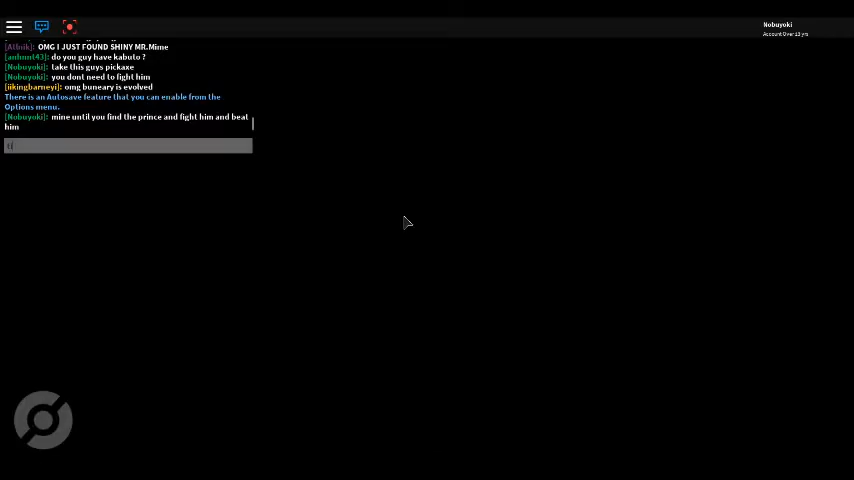 Nobuyoki
Account Over 13 yrs
[Atlnik]: OMG I JUST FOUND SHINY MR.Mime
[anhunt43]: do you guy have kabuto ?
[Nobuyoki]: take this guys pickaxe
[Nobuyoki]: you dont need to fight him
[iikingbarneyi]: omg buneary is evolved
There is an Autosave feature that you can enable from the
Options menu.
[Nobuyoki]: mine until you find the prince and fight him and beat
him